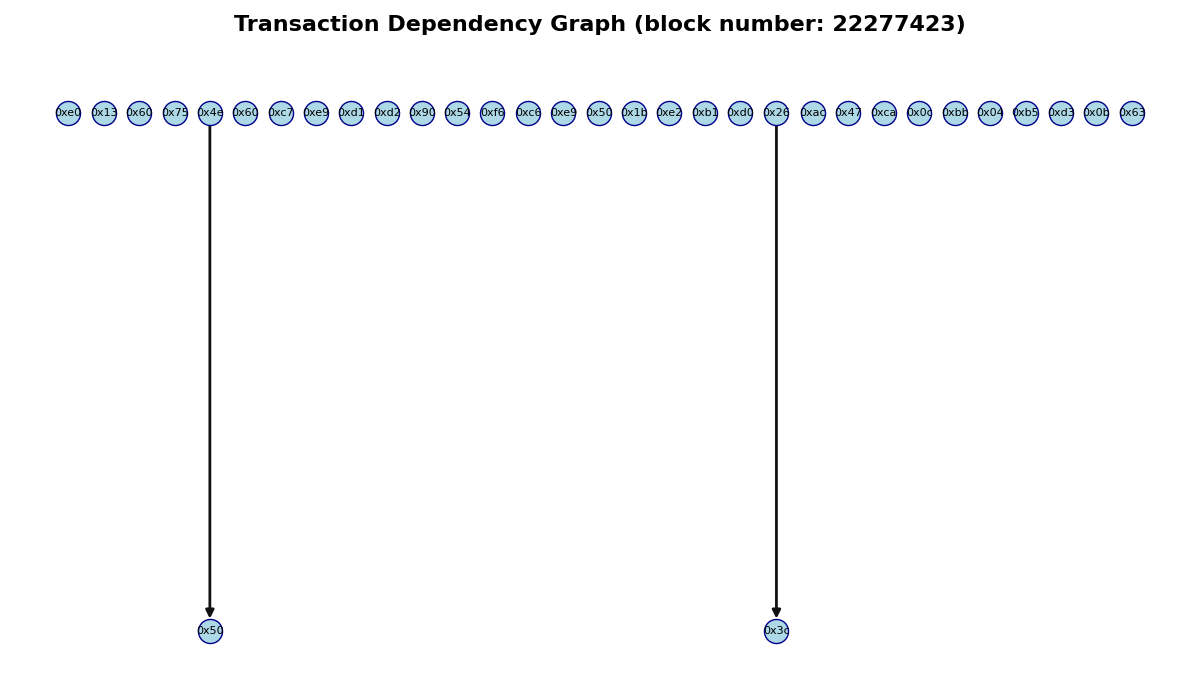 Transaction Dependency Graph (block number: 22277423)
0xe0 0x13 0x60 0x75 0x4e 0x60 0xc7 0xe9 0xd1 0xd2 0x90 0x54 0xf6 0xc6 0xe9 0x50 0x1b 0xe2 0xb1 0xd0 0x26 0xac 0x47 0xca 0x0c 0xbb 0x04 0xb5 0xd3 0x0b 0x63
0x50 0x3c